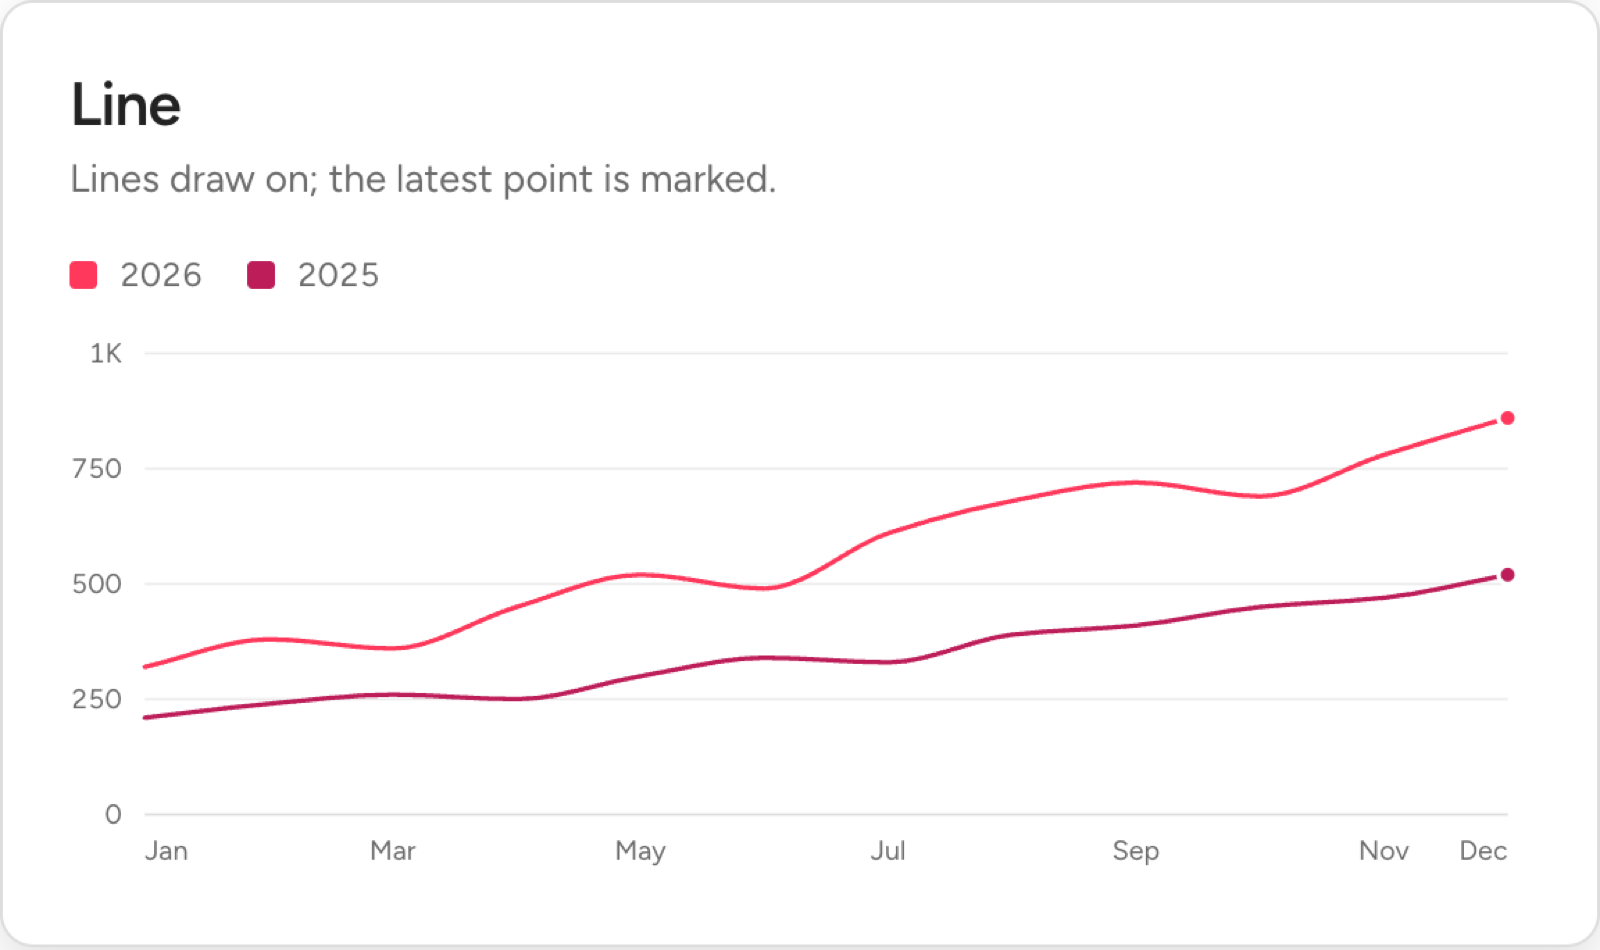 Line
Lines draw on; the latest point is marked.
2026 2025
1K
750
500
250
0
Jan Mar May Jul Sep Nov Dec